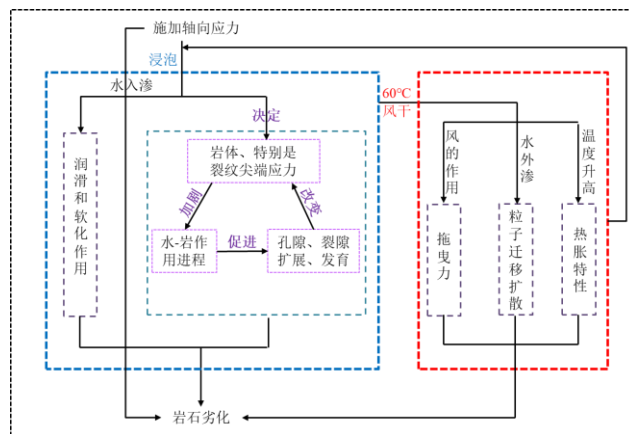 施加轴向应力
浸泡
水入渗
决定
60℃
风干
岩体、特别是
裂纹尖端应力
加剧
改变
水-岩作
用进程
促进
孔隙、裂隙
扩展、发育
润滑和软化作用
风的作用
水外渗
温度升高
拖曳力
粒子迁移扩散
热胀特性
岩石劣化